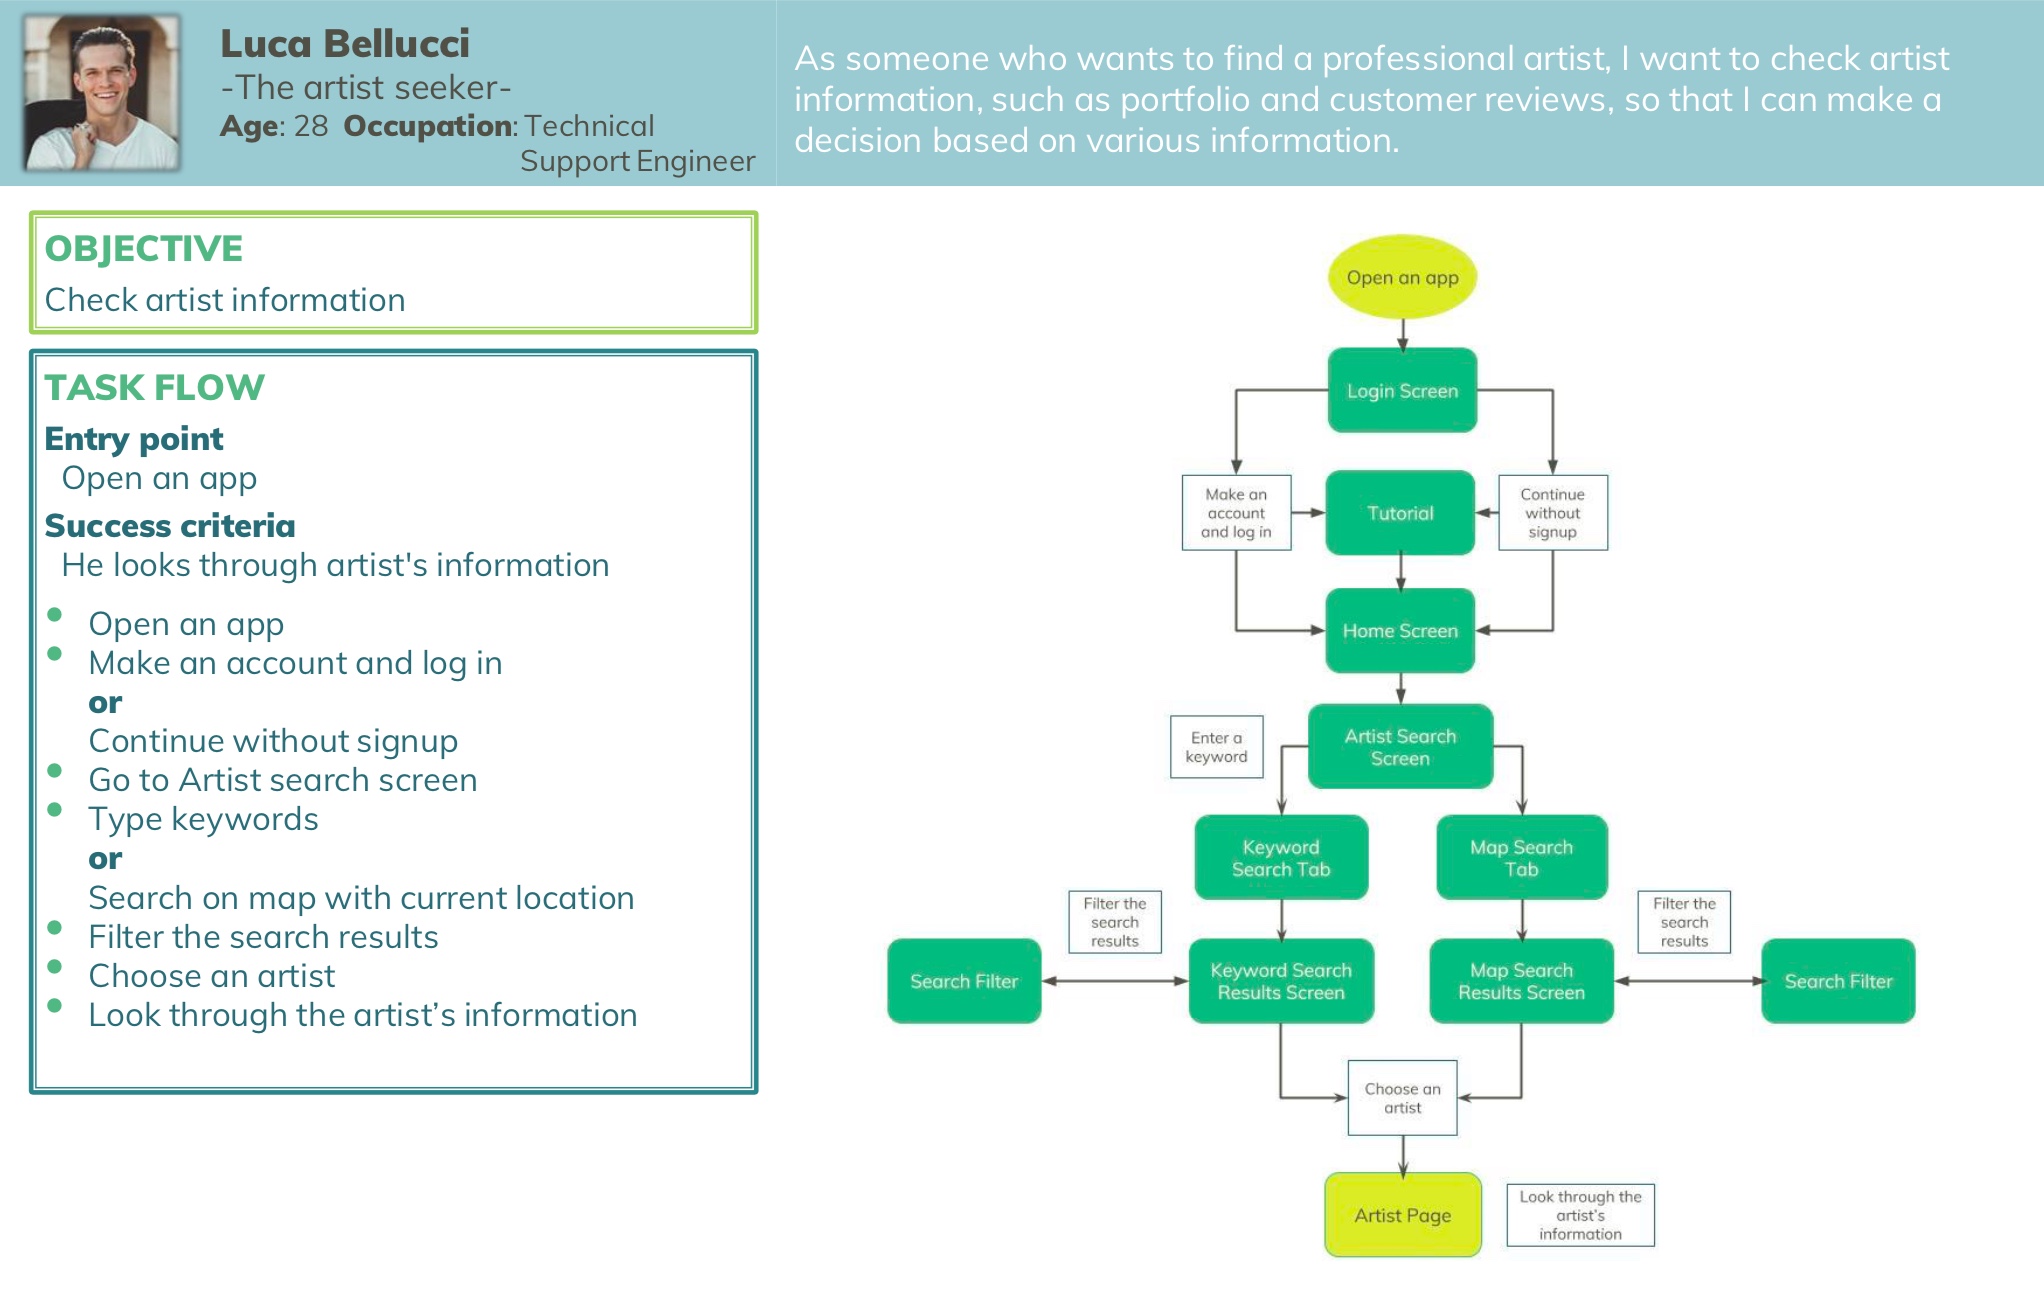 Luca Bellucci
-The artist seeker-
Age: 28 Occupation: Technical
Support Engineer
As someone who wants to find a professional artist, I want to check artist
information, such as portfolio and customer reviews, so that I can make a
decision based on various information.
OBJECTIVE
Check artist information
TASK FLOW
Entry point
Open an app
Success criteria
He looks through artist's information
• Open an app
• Make an account and log in
or
Continue without signup
• Go to Artist search screen
• Type keywords
or
Search on map with current location
• Filter the search results
• Choose an artist
• Look through the artist’s information
Open an app
Login Screen
Make an
account
and log in
Tutorial
Continue
without
signup
Home Screen
Enter a
keyword
Artist Search
Screen
Keyword
Search Tab
Map Search
Tab
Filter the
search
results
Filter the
search
results
Search Filter
Keyword Search
Results Screen
Map Search
Results Screen
Search Filter
Choose an
artist
Artist Page
Look through the
artist's
information